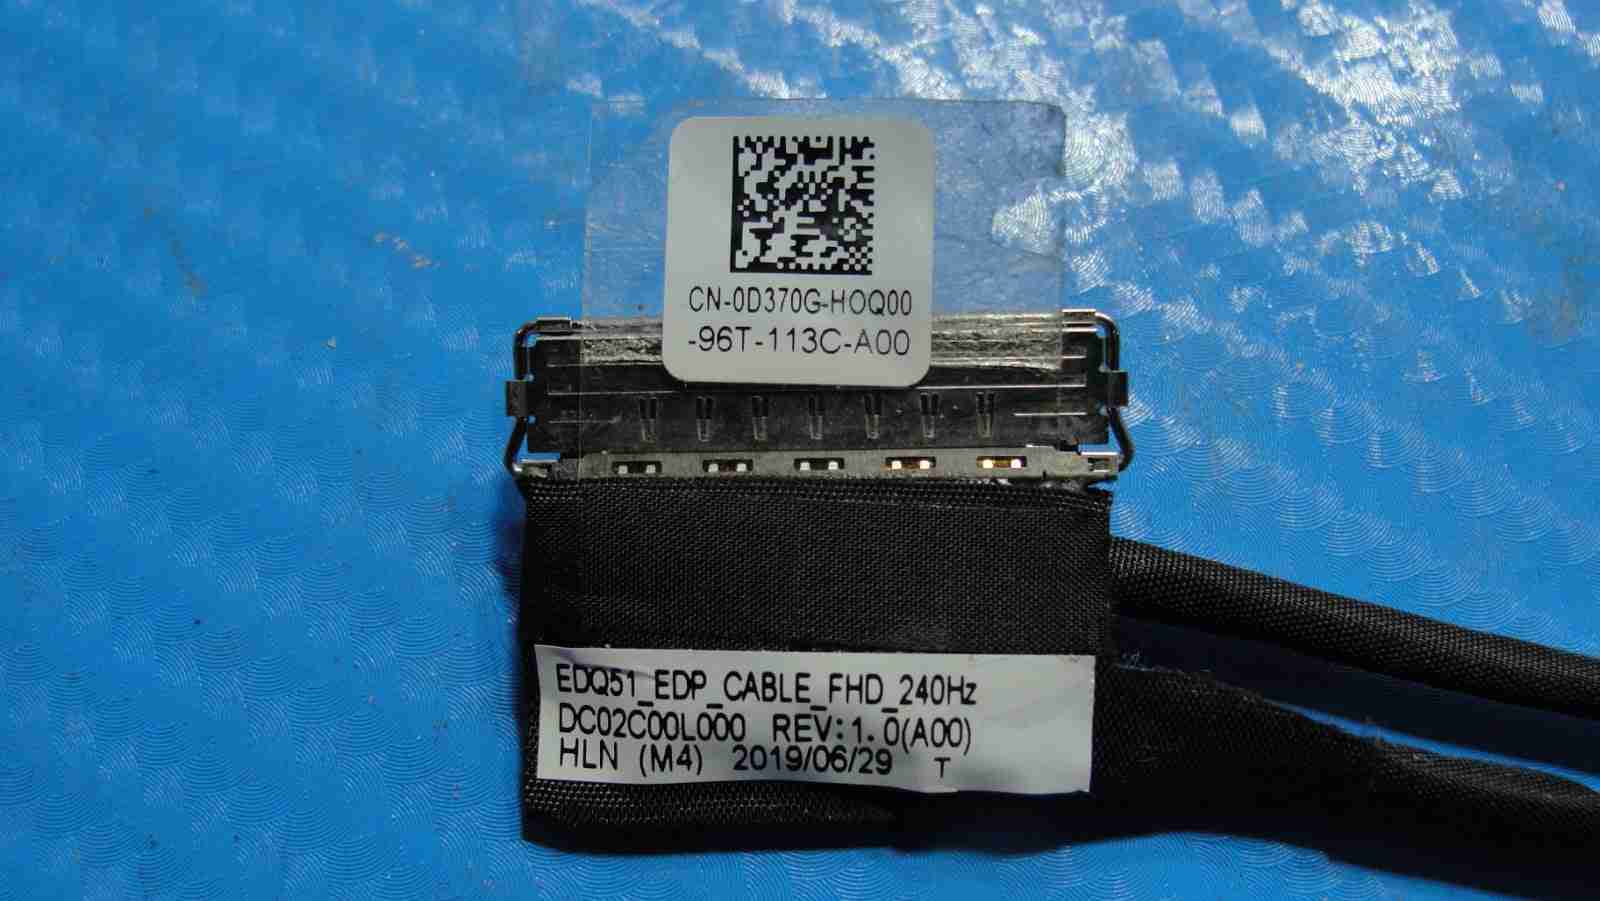 CN-0D370G-HOQ00
-96T-113C-A00
EDQ51_EDP_CABLE_FHD_240Hz
DC02C00L000 REV:1.0(A00)
HLN (M4) 2019/06/29 T